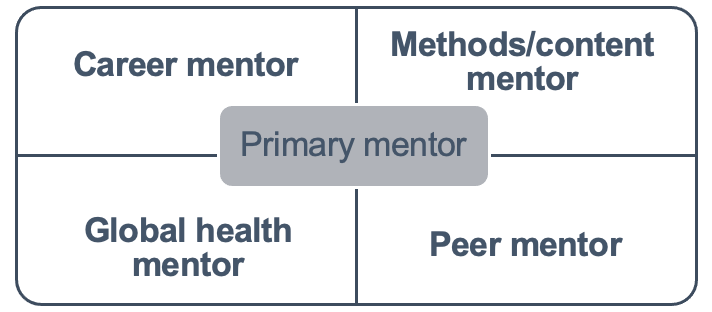 Career mentor
Methods/content
mentor
Primary mentor
Global health
mentor
Peer mentor